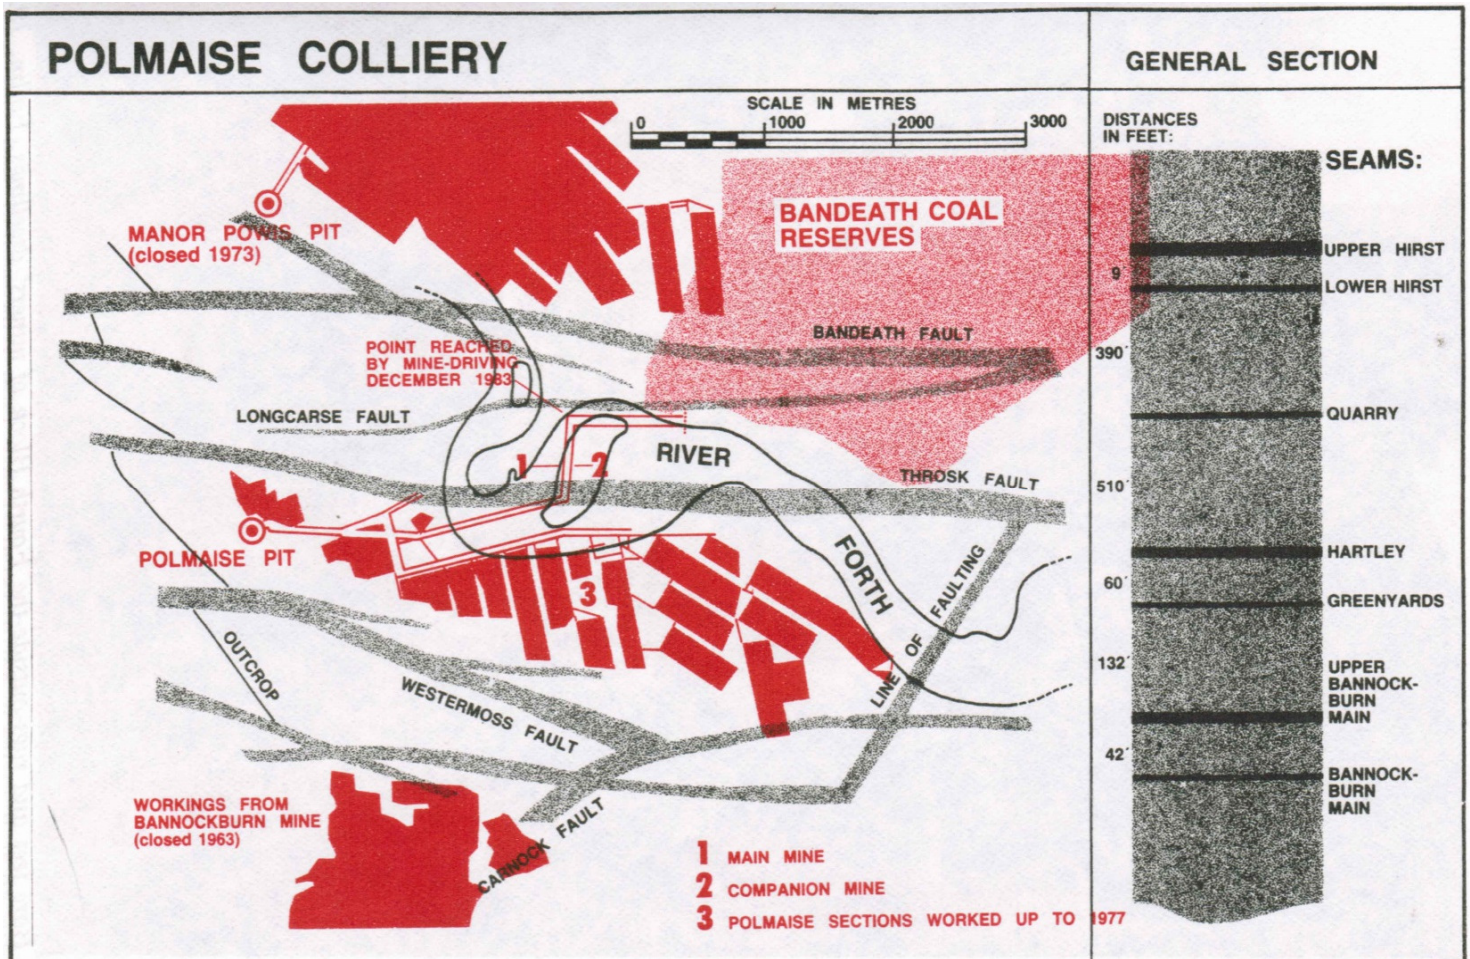 POLMAISE COLLIERY
GENERAL SECTION
SCALE IN METRES
0 1000 2000 3000
BANDEATH COAL
RESERVES
MANOR POWIS PIT
(closed 1973)
BANDEATH FAULT
POINT REACHED
BY MINE-DRIVING
DECEMBER 1983
LONGCARSE FAULT
RIVER
1 2
THROSK FAULT
POLMAISE PIT
3
FORTH
LINE OF FAULTING
OUTCROP
WESTERMOSS FAULT
WORKINGS FROM
BANNOCKBURN MINE
(closed 1963)
CARNOCK FAULT
1 MAIN MINE
2 COMPANION MINE
3 POLMAISE SECTIONS WORKED UP TO 1977
DISTANCES
IN FEET:
SEAMS:
UPPER HIRST
9´
LOWER HIRST
390´
QUARRY
510´
HARTLEY
60´
GREENYARDS
132´
UPPER
BANNOCK-
BURN
MAIN
42´
BANNOCK-
BURN
MAIN